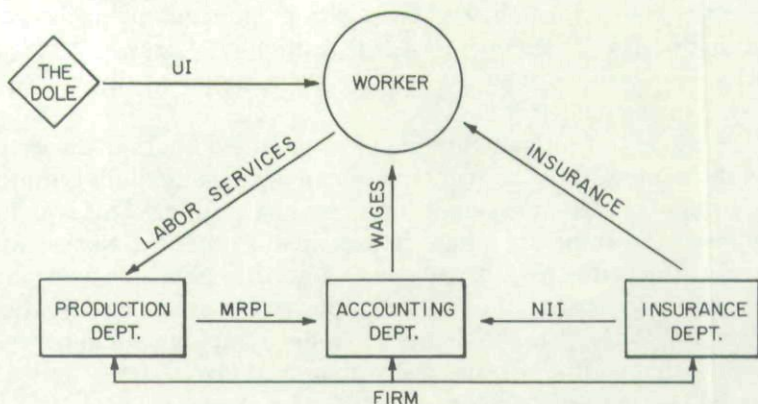 THE
DOLE
UI
WORKER
LABOR SERVICES
WAGES
INSURANCE
PRODUCTION
DEPT.
MRPL
ACCOUNTING
DEPT.
NII
INSURANCE
DEPT.
FIRM